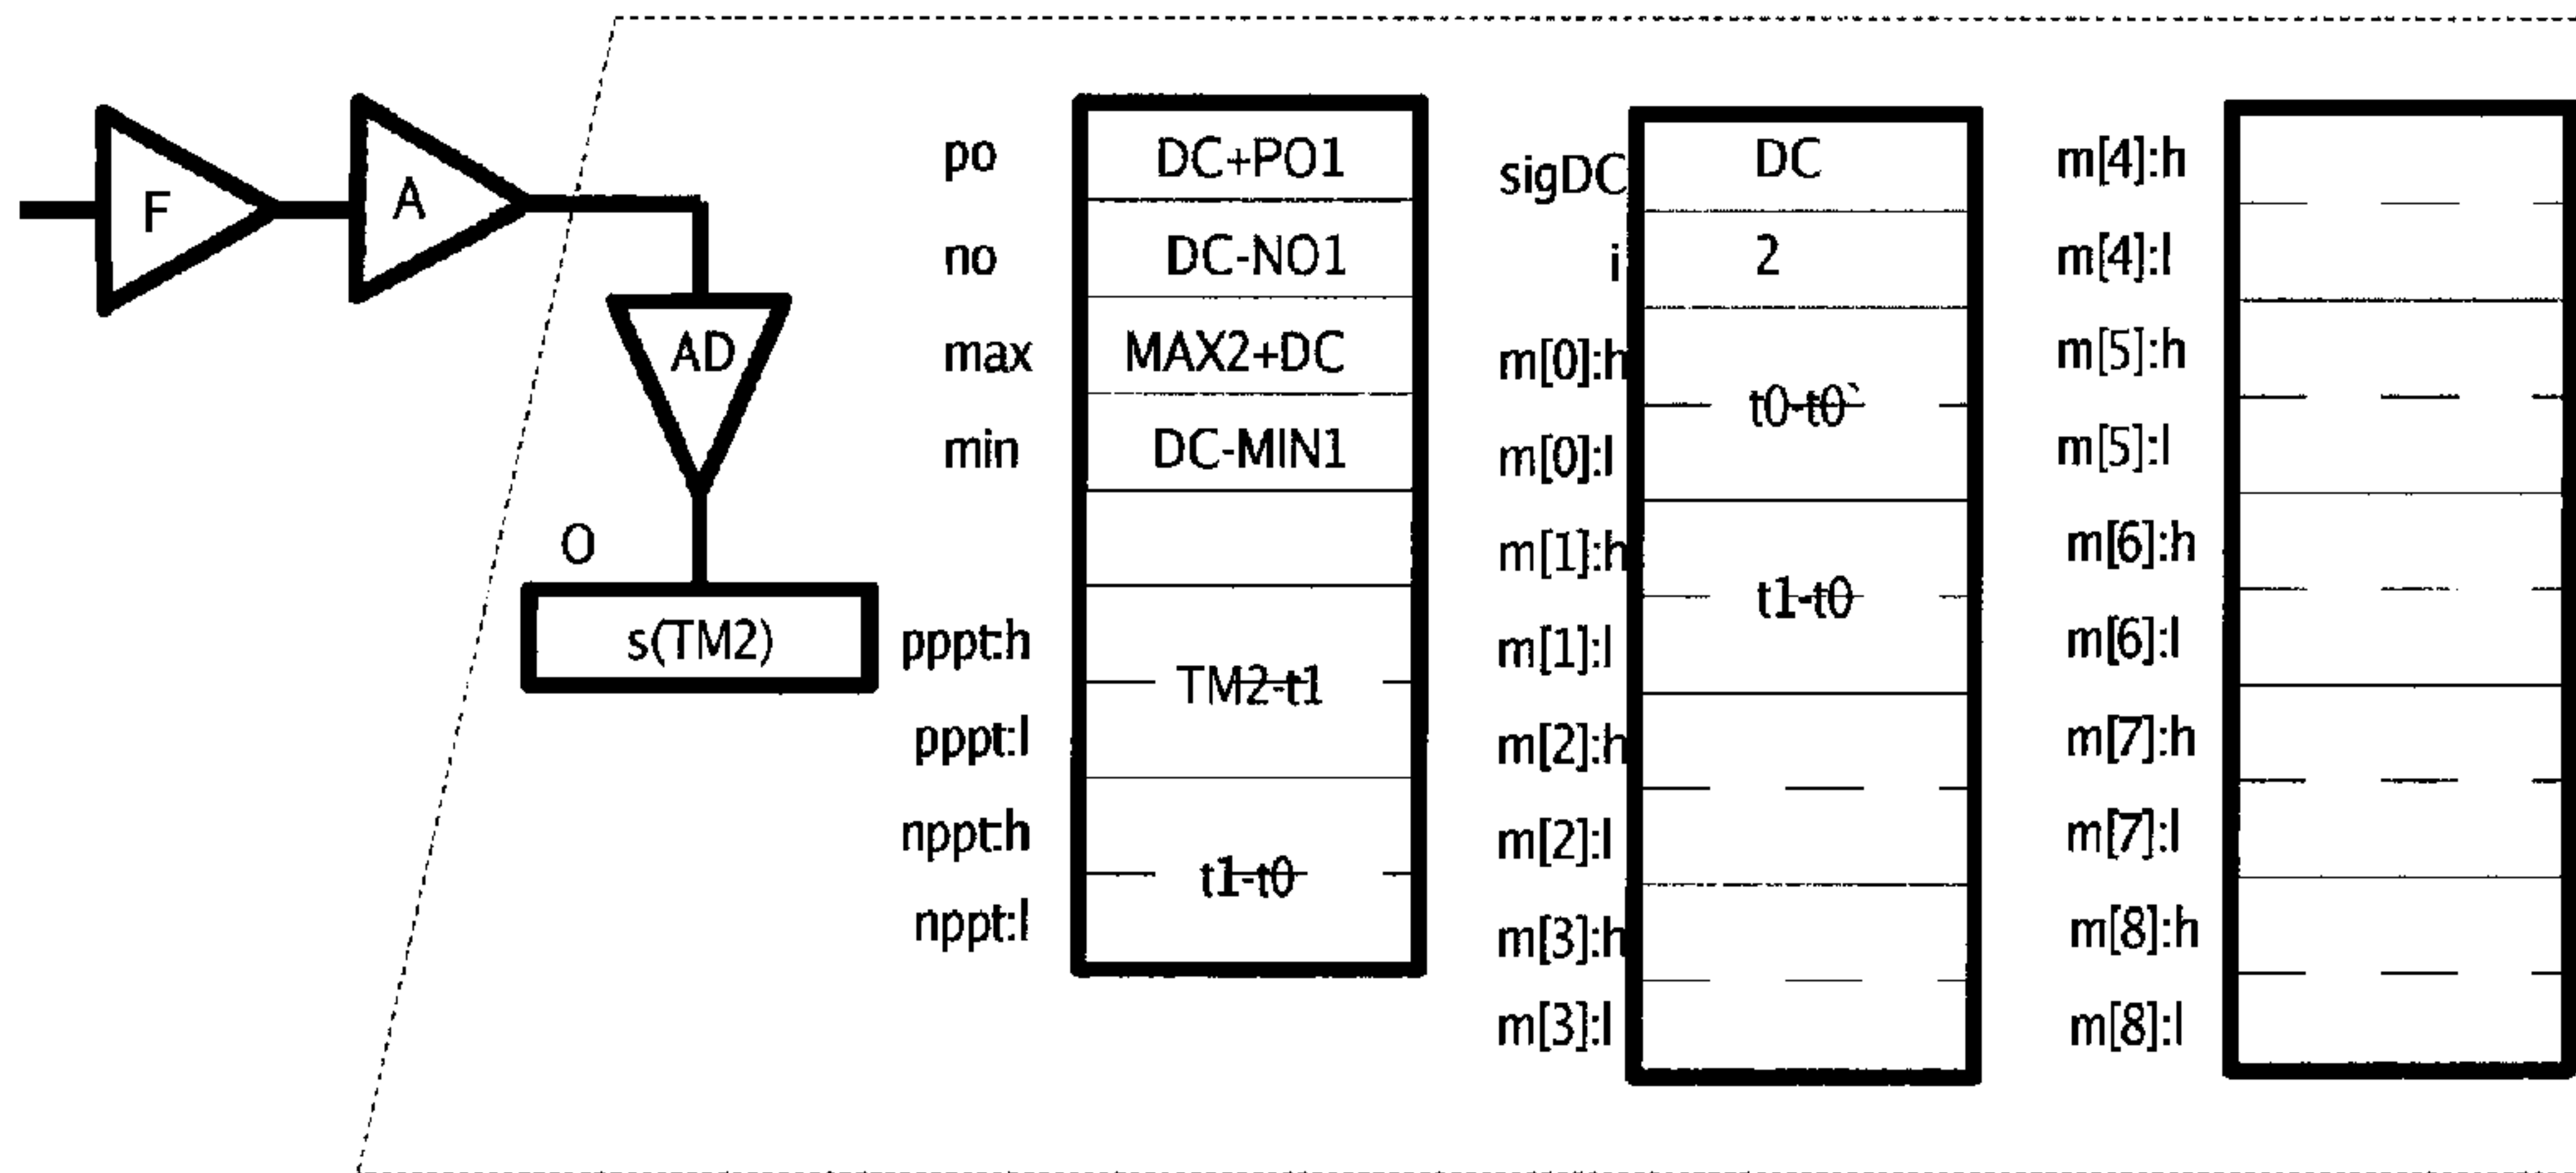 F
A
AD
O
s(TM2)
po DC+PO1
no DC-NO1
max MAX2+DC
min DC-MIN1
pppt:h
TM2-t1
pppt:l
nppt:h
t1-t0
nppt:l
sigDC DC
i 2
m[0]:h
t0-t0`
m[0]:l
m[1]:h
t1-t0
m[1]:l
m[2]:h
m[2]:l
m[3]:h
m[3]:l
m[4]:h
m[4]:l
m[5]:h
m[5]:l
m[6]:h
m[6]:l
m[7]:h
m[7]:l
m[8]:h
m[8]:l